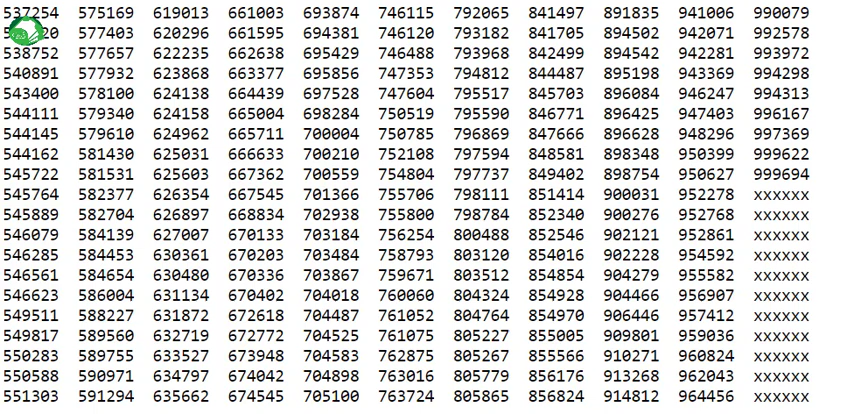 537254 575169 619013 661003 693874 746115 792065 841497 891835 941006 990079
577403 620296 661595 694381 746120 793182 841705 894502 942071 992578
538752 577657 622235 662638 695429 746488 793968 842499 894542 942281 993972
540891 577932 623868 663377 695856 747353 794812 844487 895198 943369 994298
543400 578100 624138 664439 697528 747604 795517 845703 896084 946247 994313
544111 579340 624158 665004 698284 750519 795590 846771 896425 947403 996167
544145 579610 624962 665711 700004 750785 796869 847666 896628 948296 997369
544162 581430 625031 666633 700210 752108 797594 848581 898348 950399 999622
545722 581531 625603 667362 700559 754804 797737 849402 898754 950627 999694
545764 582377 626354 667545 701366 755706 798111 851414 900031 952278 xxxxxx
545889 582704 626897 668834 702938 755800 798784 852340 900276 952768 xxxxxx
546079 584139 627007 670133 703184 756254 800488 852546 902121 952861 xxxxxx
546285 584453 630361 670203 703484 758793 803120 854016 902228 954592 xxxxxx
546561 584654 630480 670336 703867 759671 803512 854854 904279 955582 xxxxxx
546623 586004 631134 670402 704018 760060 804324 854928 904466 956907 xxxxxx
549511 588227 631872 672618 704487 761052 804764 854970 906446 957412 xxxxxx
549817 589560 632719 672772 704525 761075 805227 855005 909801 959036 xxxxxx
550283 589755 633527 673948 704583 762875 805267 855566 910271 960824 xxxxxx
550588 590971 634797 674042 704898 763016 805779 856176 913268 962043 xxxxxx
551303 591294 635662 674545 705100 763724 805865 856824 914812 964456 xxxxxx